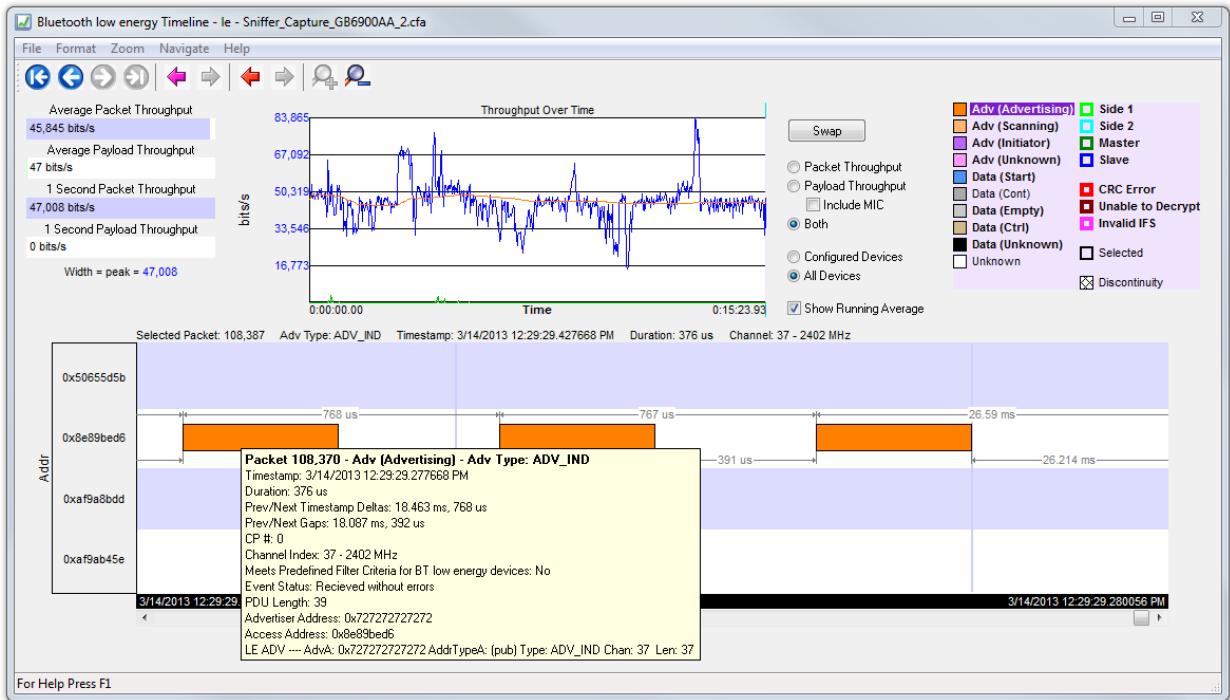 Bluetooth low energy Timeline - le - Sniffer_Capture_GB6900AA_2.cfa
File Format Zoom Navigate Help
Average Packet Throughput
45,845 bits/s
Average Payload Throughput
47 bits/s
1 Second Packet Throughput
47,008 bits/s
1 Second Payload Throughput
0 bits/s
Width = peak = 47,008
Throughput Over Time
83,865
67,092
50,319
33,546
16,773
bits/s
0:00:00.00 Time 0:15:23.93
Swap
Packet Throughput
Payload Throughput
Include MIC
Both
Configured Devices
All Devices
Show Running Average
Adv (Advertising)
Adv (Scanning)
Adv (Initiator)
Adv (Unknown)
Data (Start)
Data (Cont)
Data (Empty)
Data (Ctrl)
Data (Unknown)
Unknown
Side 1
Side 2
Master
Slave
CRC Error
Unable to Decrypt
Invalid IFS
Selected
Discontinuity
Selected Packet: 108,387 Adv Type: ADV_IND Timestamp: 3/14/2013 12:29:29.427668 PM Duration: 376 us Channel: 37 - 2402 MHz
Addr
0x50655d5b
0x8e89bed6
0xaf9a8bdd
0xaf9ab45e
768 us 767 us 26.59 ms
391 us 26.214 ms
Packet 108,370 - Adv (Advertising) - Adv Type: ADV_IND
Timestamp: 3/14/2013 12:29:29.277668 PM
Duration: 376 us
Prev/Next Timestamp Deltas: 18.463 ms, 768 us
Prev/Next Gaps: 18.087 ms, 392 us
CP #: 0
Channel Index: 37 - 2402 MHz
Meets Predefined Filter Criteria for BT low energy devices: No
Event Status: Recieved without errors
PDU Length: 39
Advertiser Address: 0x727272727272
Access Address: 0x8e89bed6
LE ADV ---- AdvA: 0x727272727272 AddrTypeA: (pub) Type: ADV_IND Chan: 37 Len: 37
3/14/2013 12:29:29. 3/14/2013 12:29:29.280056 PM
For Help Press F1